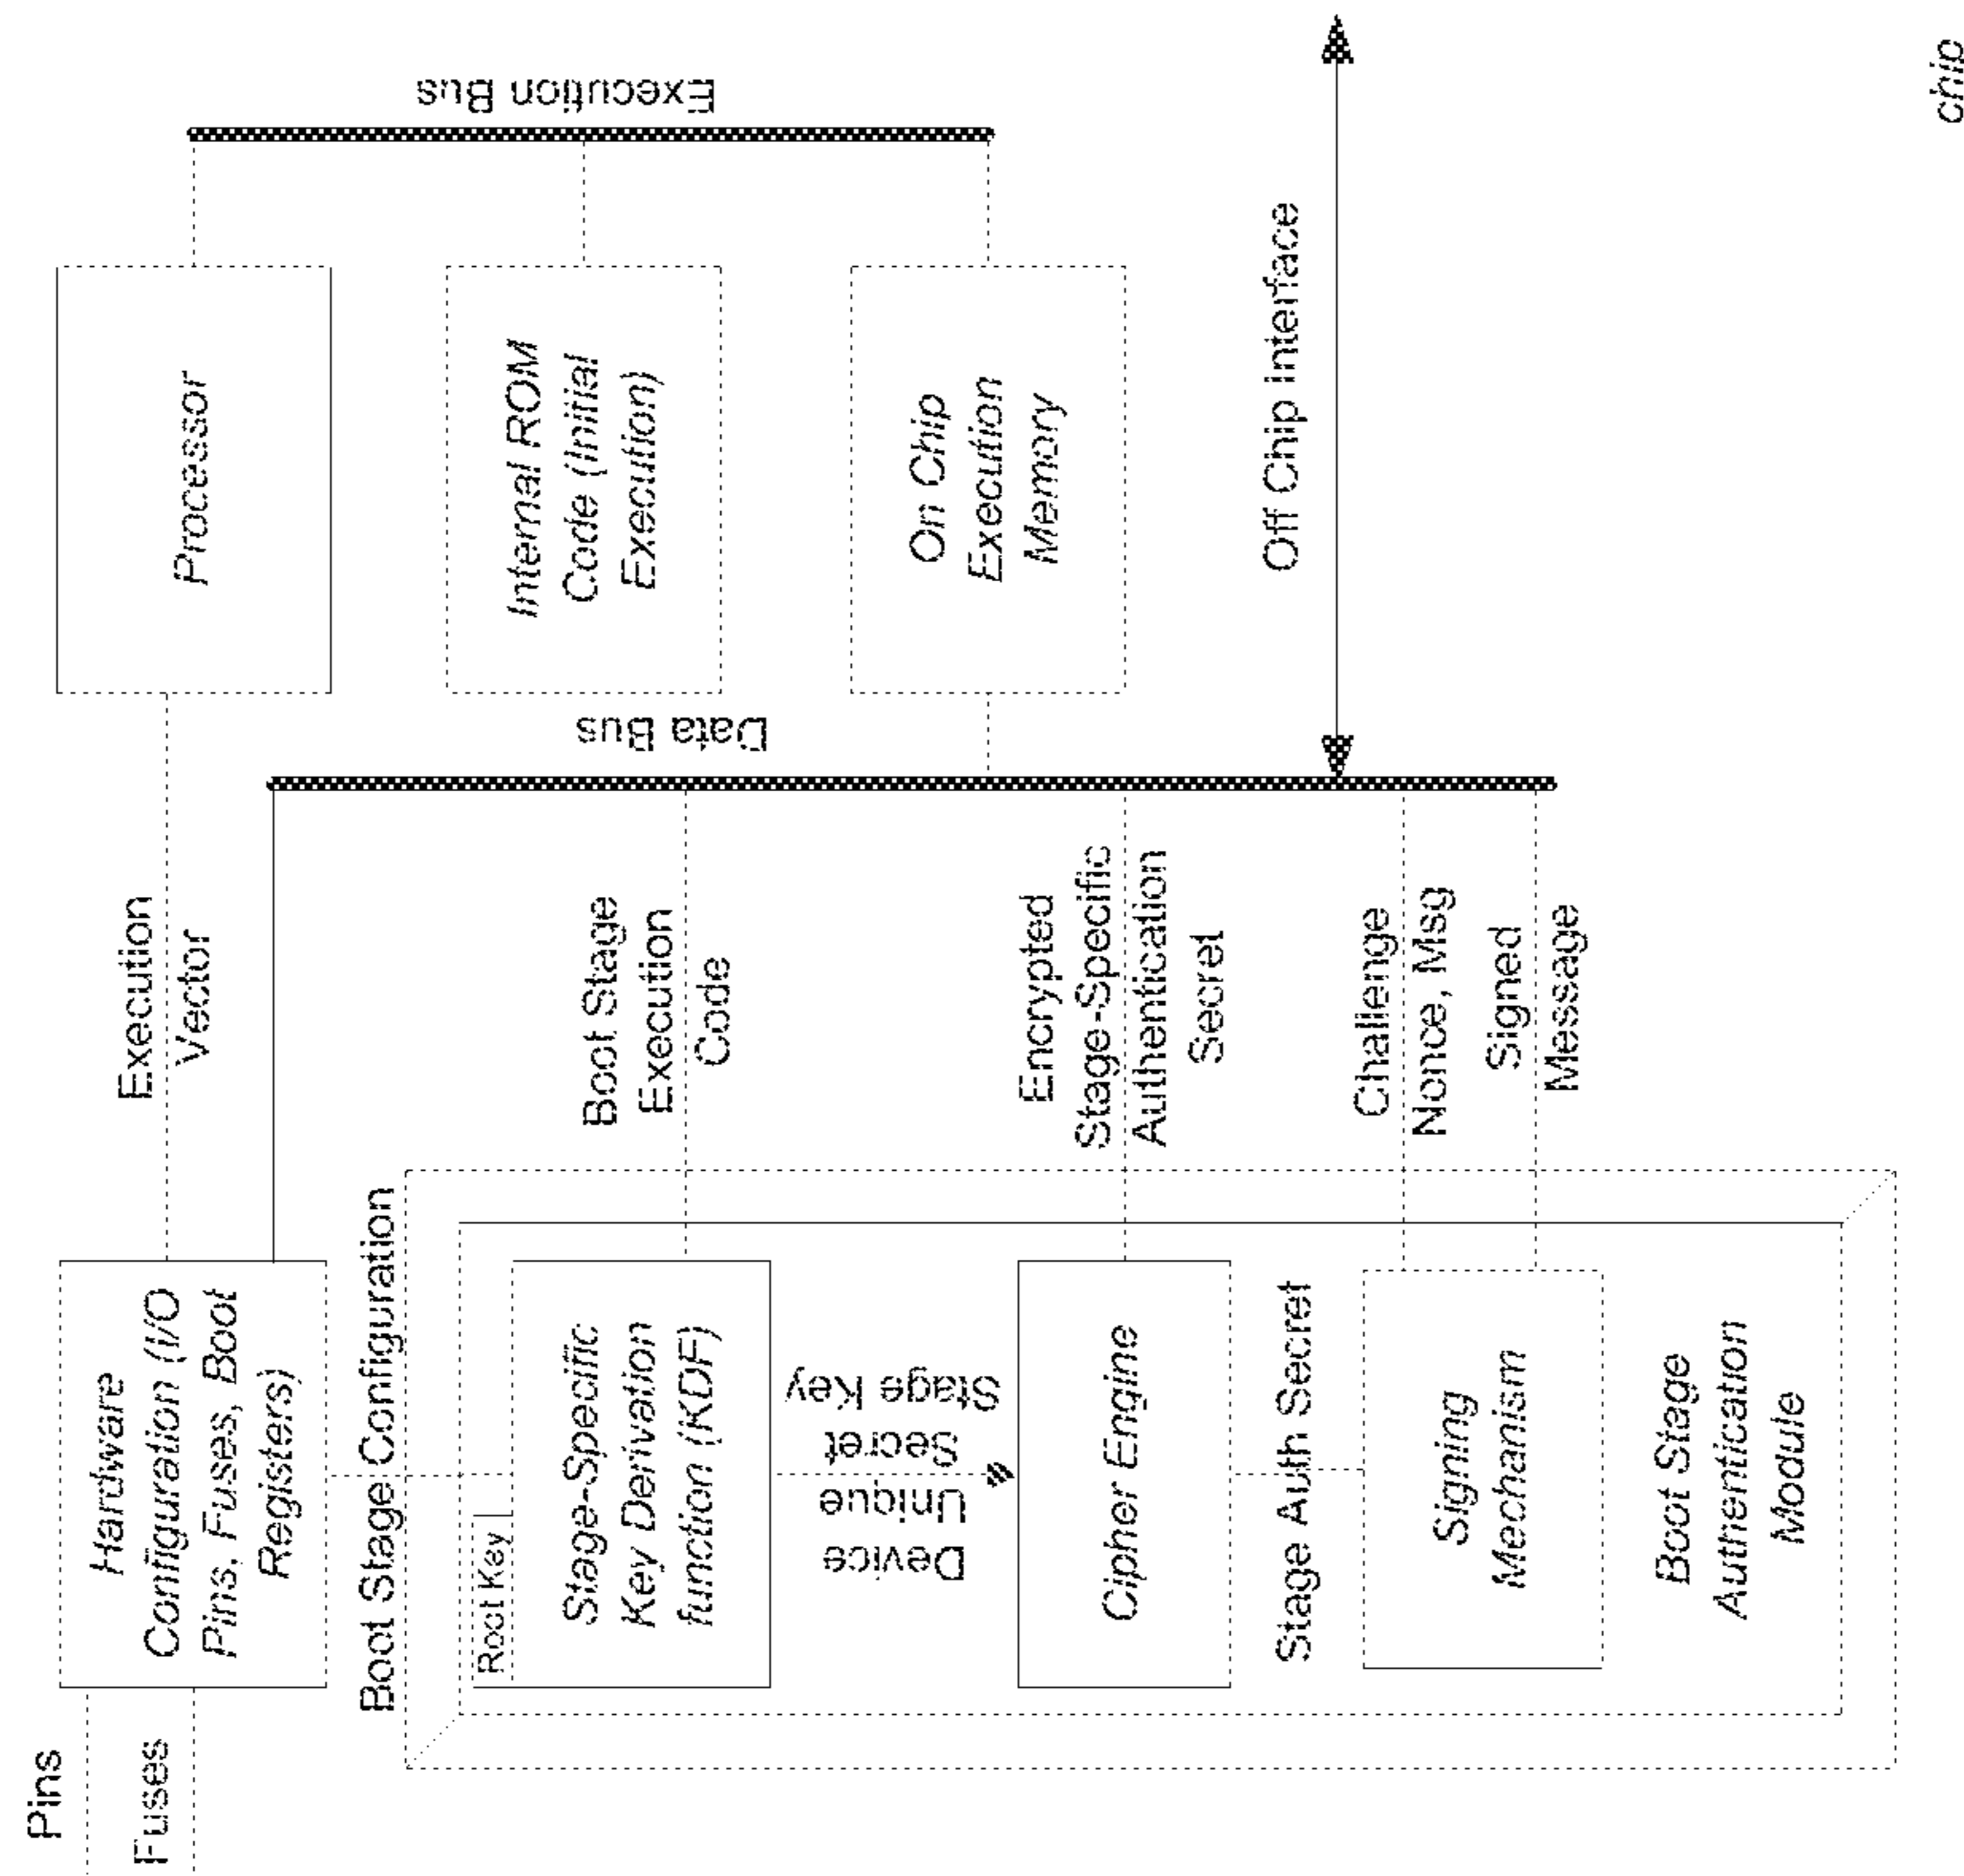 Pins
Fuses
Hardware
Configuration (I/O
Pins, Fuses, Boot
Registers)
Execution
Vector
Processor
Execution Bus
Boot Stage Configuration
Root Key
Stage-Specific
Key Derivation
function (KDF)
Boot Stage
Execution
Code
Data Bus
Internal ROM
Code (Initial
Execution)
Device
Unique
Secret
Stage Key
Cipher Engine
Encrypted
Stage-Specific
Authentication
Secret
On Chip
Execution
Memory
Stage Auth Secret
Signing
Mechanism
Challenge
Nonce, Msg
Signed
Message
Off Chip interface
Boot Stage
Authentication
Module
chip